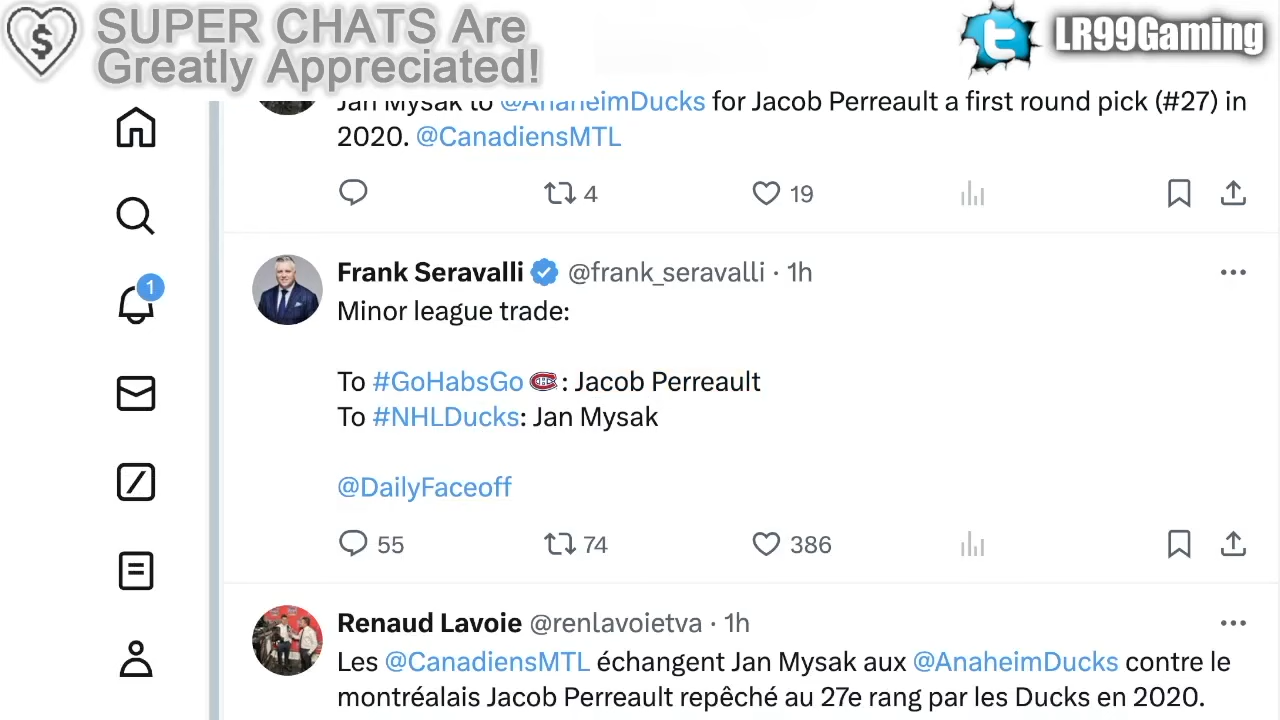 SUPER CHATS Are
Greatly Appreciated!
LR99Gaming
Jan Mysak to @AnaheimDucks for Jacob Perreault a first round pick (#27) in
2020. @CanadiensMTL
4
19
Frank Seravalli @frank_seravalli · 1h
1
Minor league trade:
To #GoHabsGo : Jacob Perreault
To #NHLDucks: Jan Mysak
@DailyFaceoff
55
74
386
Renaud Lavoie @renlavoietva · 1h
Les @CanadiensMTL échangent Jan Mysak aux @AnaheimDucks contre le
montréalais Jacob Perreault repêché au 27e rang par les Ducks en 2020.